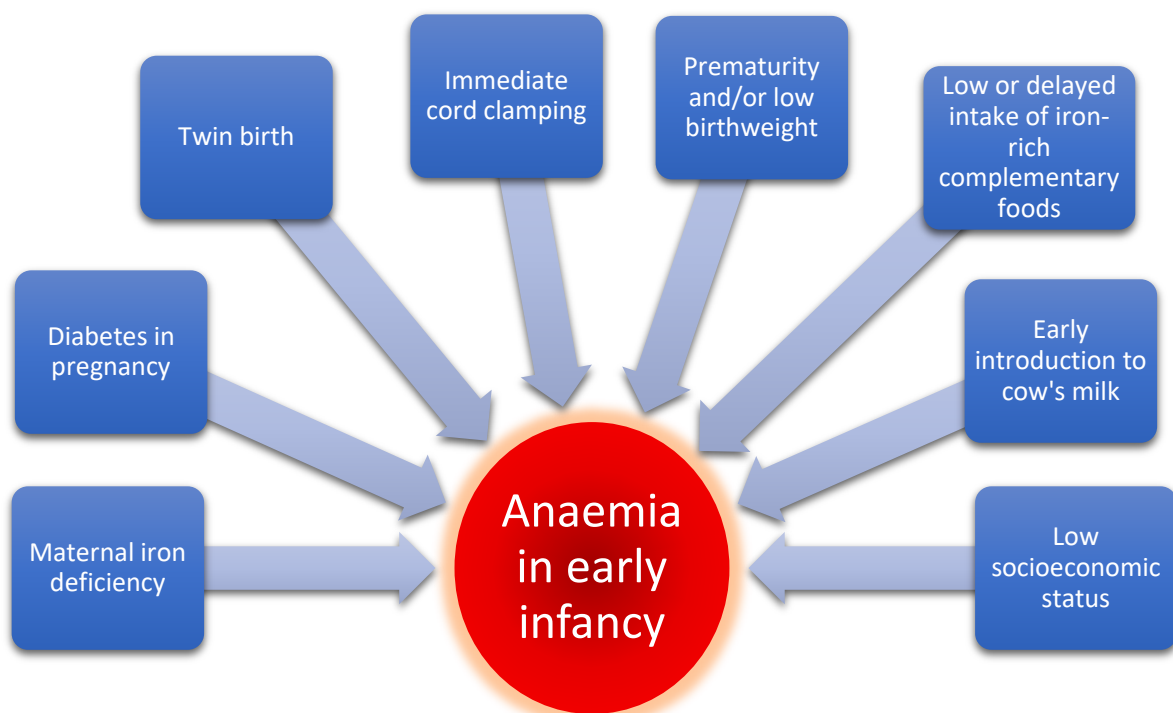 Twin birth
Immediate
cord clamping
Prematurity
and/or low
birthweight
Low or delayed
intake of iron-
rich
complementary
foods
Diabetes in
pregnancy
Early
introduction to
cow's milk
Maternal iron
deficiency
Anaemia
in early
infancy
Low
socioeconomic
status